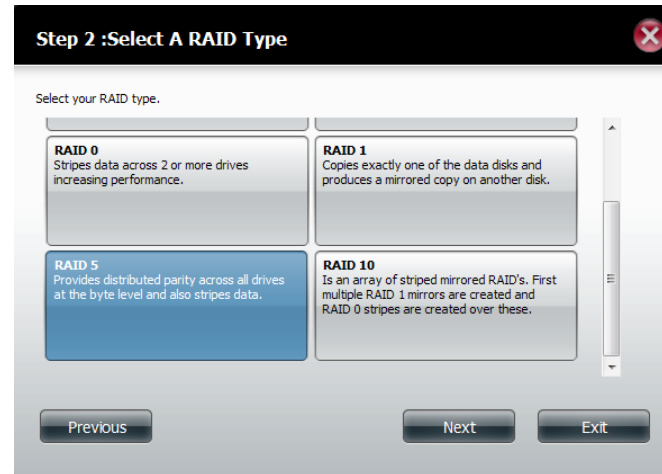 Step 2 :Select A RAID Type
Select your RAID type.
RAID 0
Stripes data across 2 or more drives
increasing performance.
RAID 1
Copies exactly one of the data disks and
produces a mirrored copy on another disk.
RAID 5
Provides distributed parity across all drives
at the byte level and also stripes data.
RAID 10
Is an array of striped mirrored RAID's. First
multiple RAID 1 mirrors are created and
RAID 0 stripes are created over these.
Previous
Next
Exit